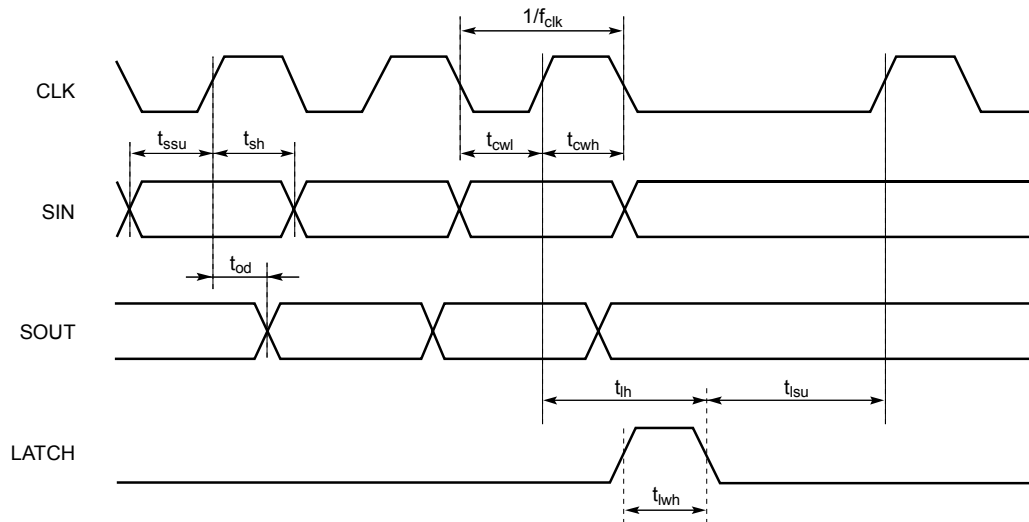 1/fclk
CLK
tssu
tsh
tcwl
tcwh
SIN
tod
SOUT
tlh
tlsu
LATCH
tlwh